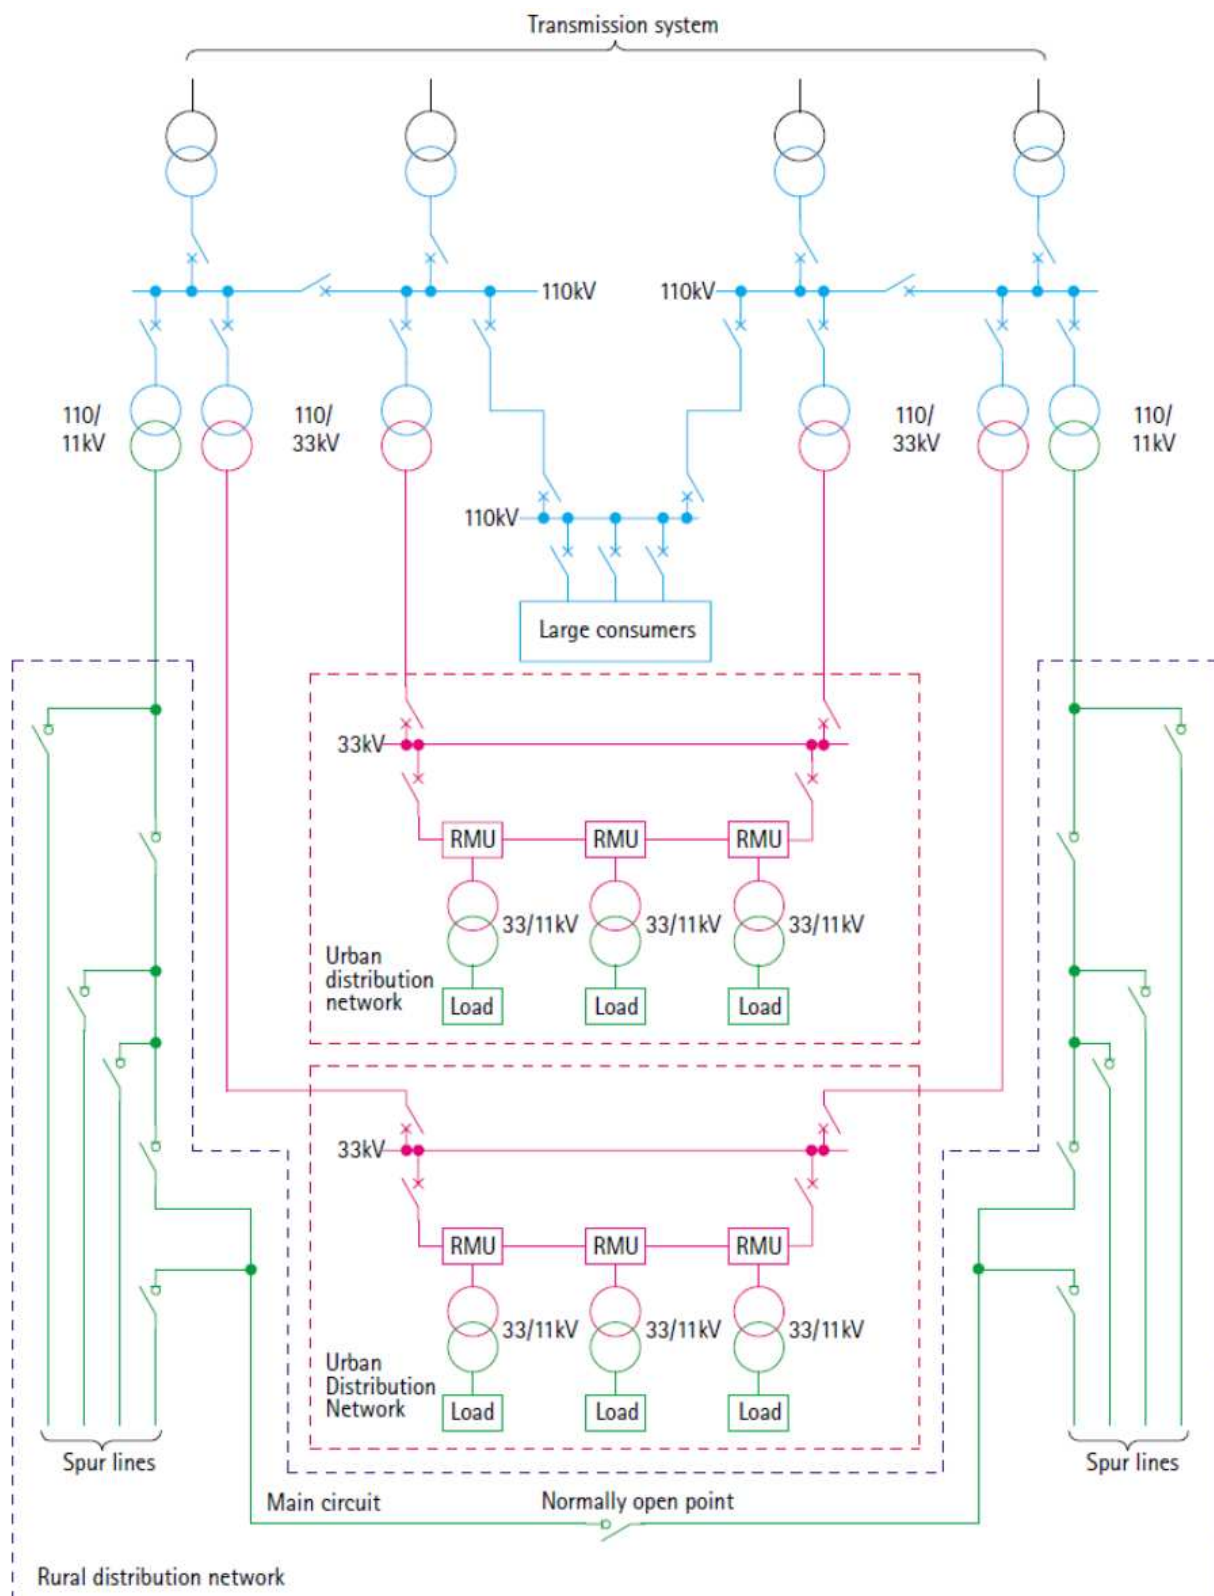 Transmission system
110kV
110kV
110/
11kV
110/
33kV
110/
33kV
110/
11kV
110kV
Large consumers
33kV
RMU
RMU
RMU
33/11kV
33/11kV
33/11kV
Urban
distribution
network
Load
Load
Load
33kV
RMU
RMU
RMU
33/11kV
33/11kV
33/11kV
Urban
Distribution
Network
Load
Load
Load
Spur lines
Spur lines
Main circuit
Normally open point
Rural distribution network